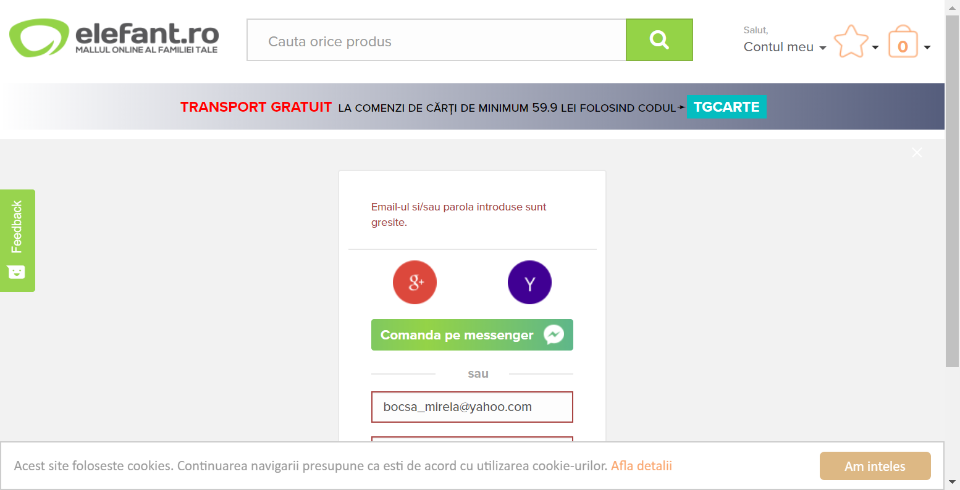 elefant.ro
MALLUL ONLINE AL FAMILIEI TALE
Cauta orice produs
Salut,
Contul meu
0
TRANSPORT GRATUIT LA COMENZI DE CĂRȚI DE MINIMUM 59.9 LEI FOLOSIND CODUL TGCARTE
Feedback
Email-ul si/sau parola introduse sunt
gresite.
g+
Y
Comanda pe messenger
sau
bocsa_mirela@yahoo.com
Acest site foloseste cookies. Continuarea navigarii presupune ca esti de acord cu utilizarea cookie-urilor. Afla detalii
Am inteles